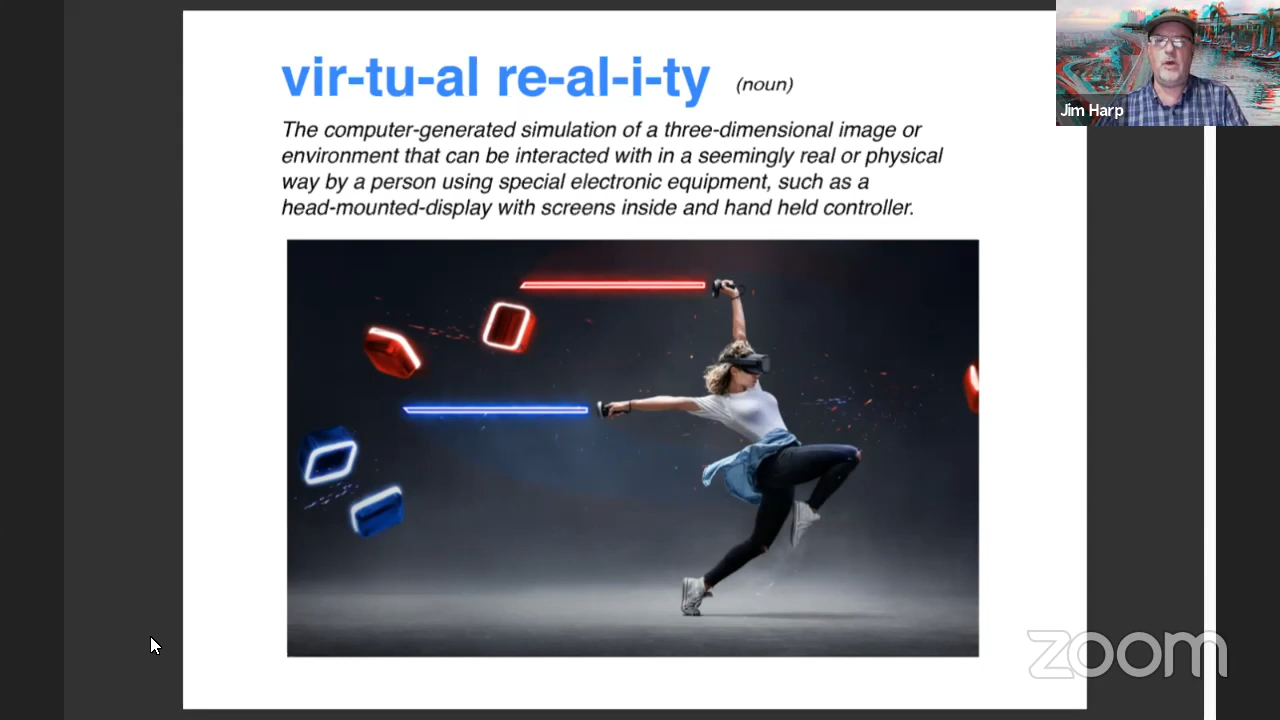 vir-tu-al re-al-i-ty (noun)
The computer-generated simulation of a three-dimensional image or
environment that can be interacted with in a seemingly real or physical
way by a person using special electronic equipment, such as a
head-mounted-display with screens inside and hand held controller.
Jim Harp
zoom